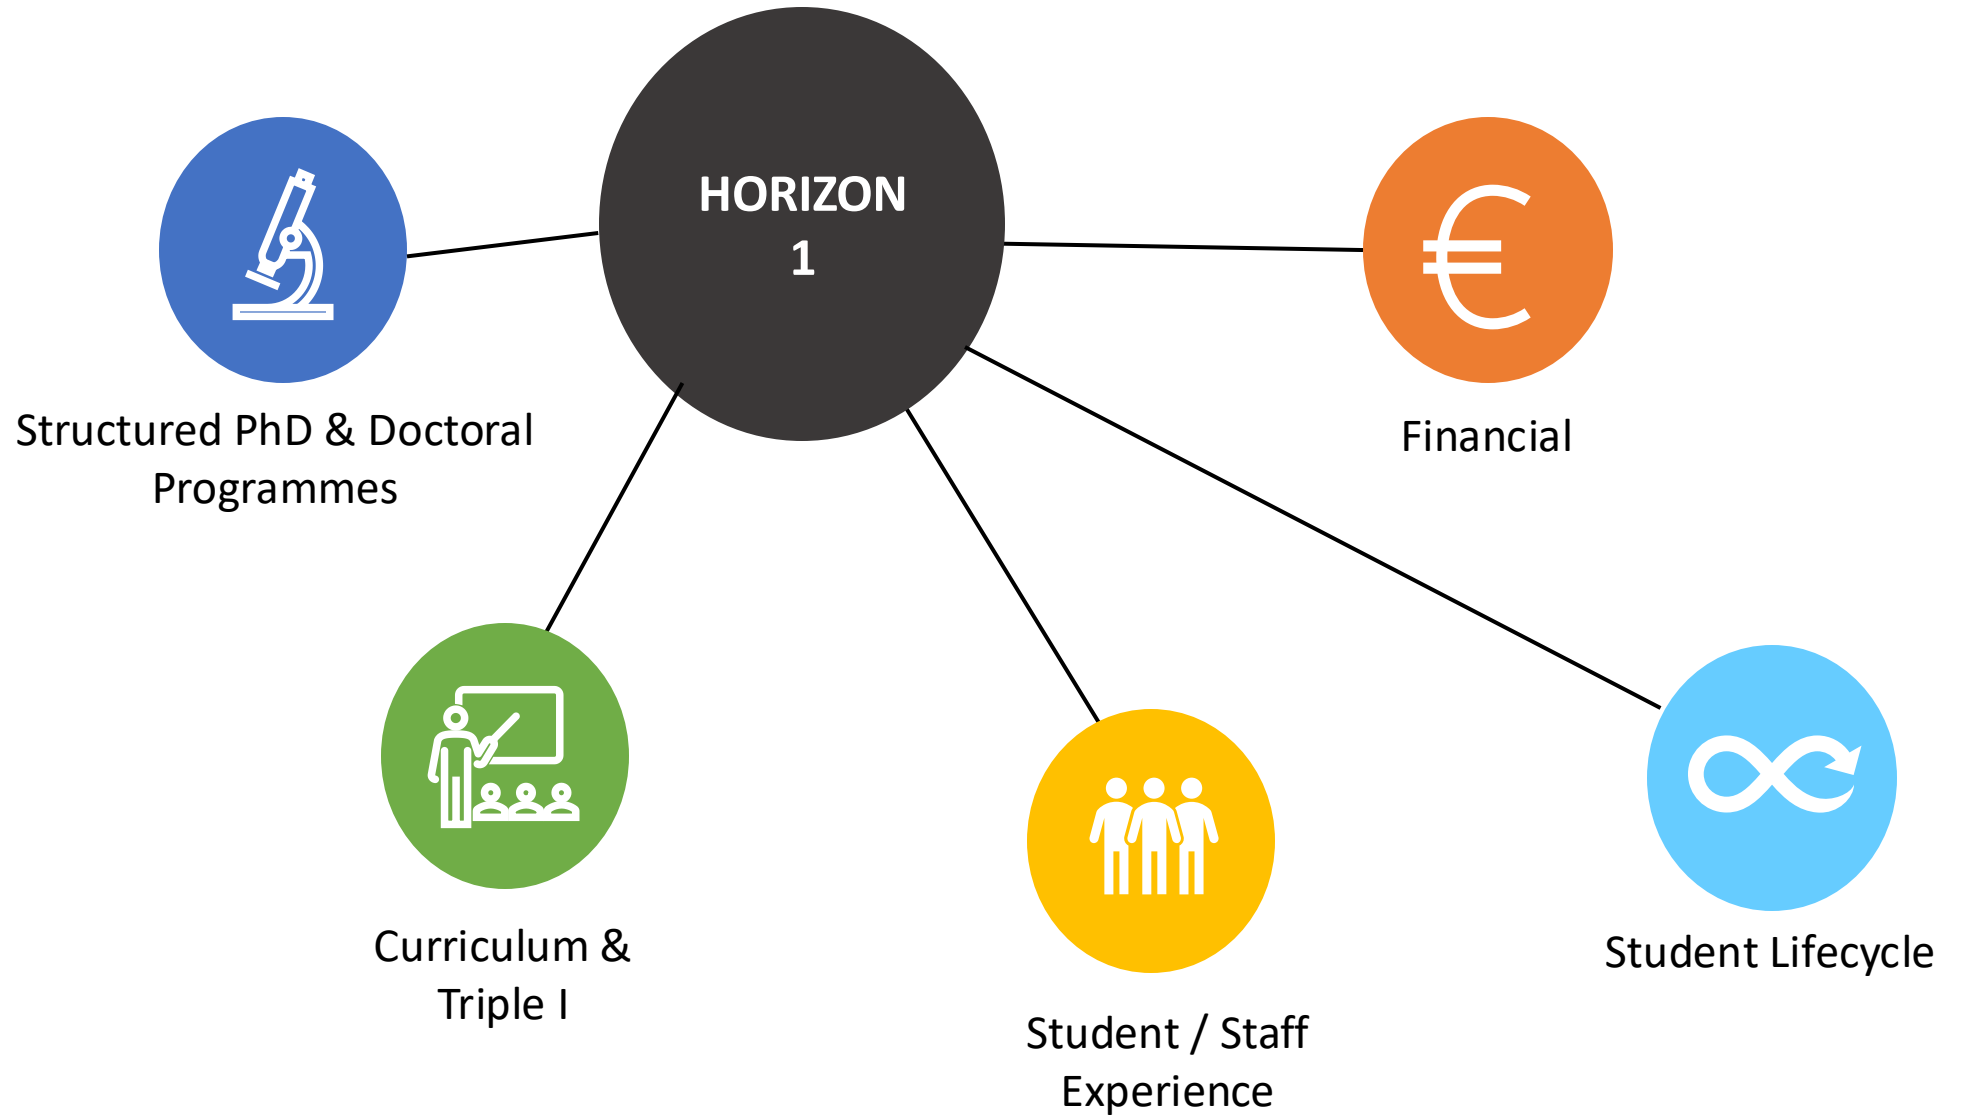 HORIZON
1
Structured PhD & Doctoral
Programmes
Financial
Curriculum &
Triple I
Student / Staff
Experience
Student Lifecycle